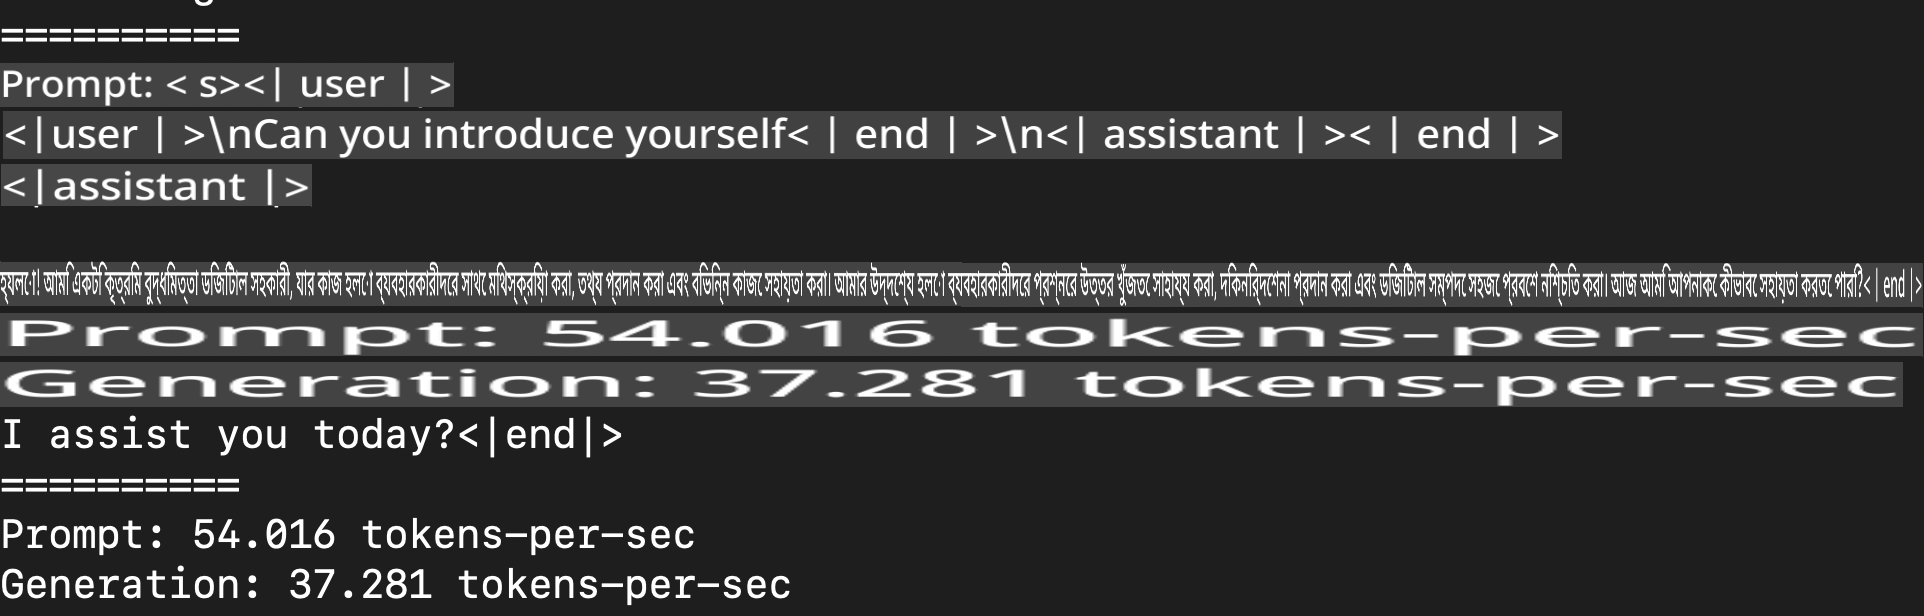 ==========
Prompt: < s><| user | >
<|user | >\nCan you introduce yourself< | end | >\n<| assistant | >< | end | >
<|assistant |>
হ্যালো! আমি একটি কৃত্রিম বুদ্ধিমত্তা ডিজিটাল সহকারী, যার কাজ হলো ব্যবহারকারীদের সাথে মিথস্ক্রিয়া করা, তথ্য প্রদান করা এবং বিভিন্ন কাজে সহায়তা করা। আমার উদ্দেশ্য হলো ব্যবহারকারীদের প্রশ্নের উত্তর খুঁজতে সাহায্য করা, দিকনির্দেশনা প্রদান করা এবং ডিজিটাল সম্পদে সহজে প্রবেশ নিশ্চিত করা। আজ আমি আপনাকে কীভাবে সহায়তা করতে পারি?< | end | >
Prompt: 54.016 tokens-per-sec
Generation: 37.281 tokens-per-sec
I assist you today?<|end|>
==========
Prompt: 54.016 tokens-per-sec
Generation: 37.281 tokens-per-sec